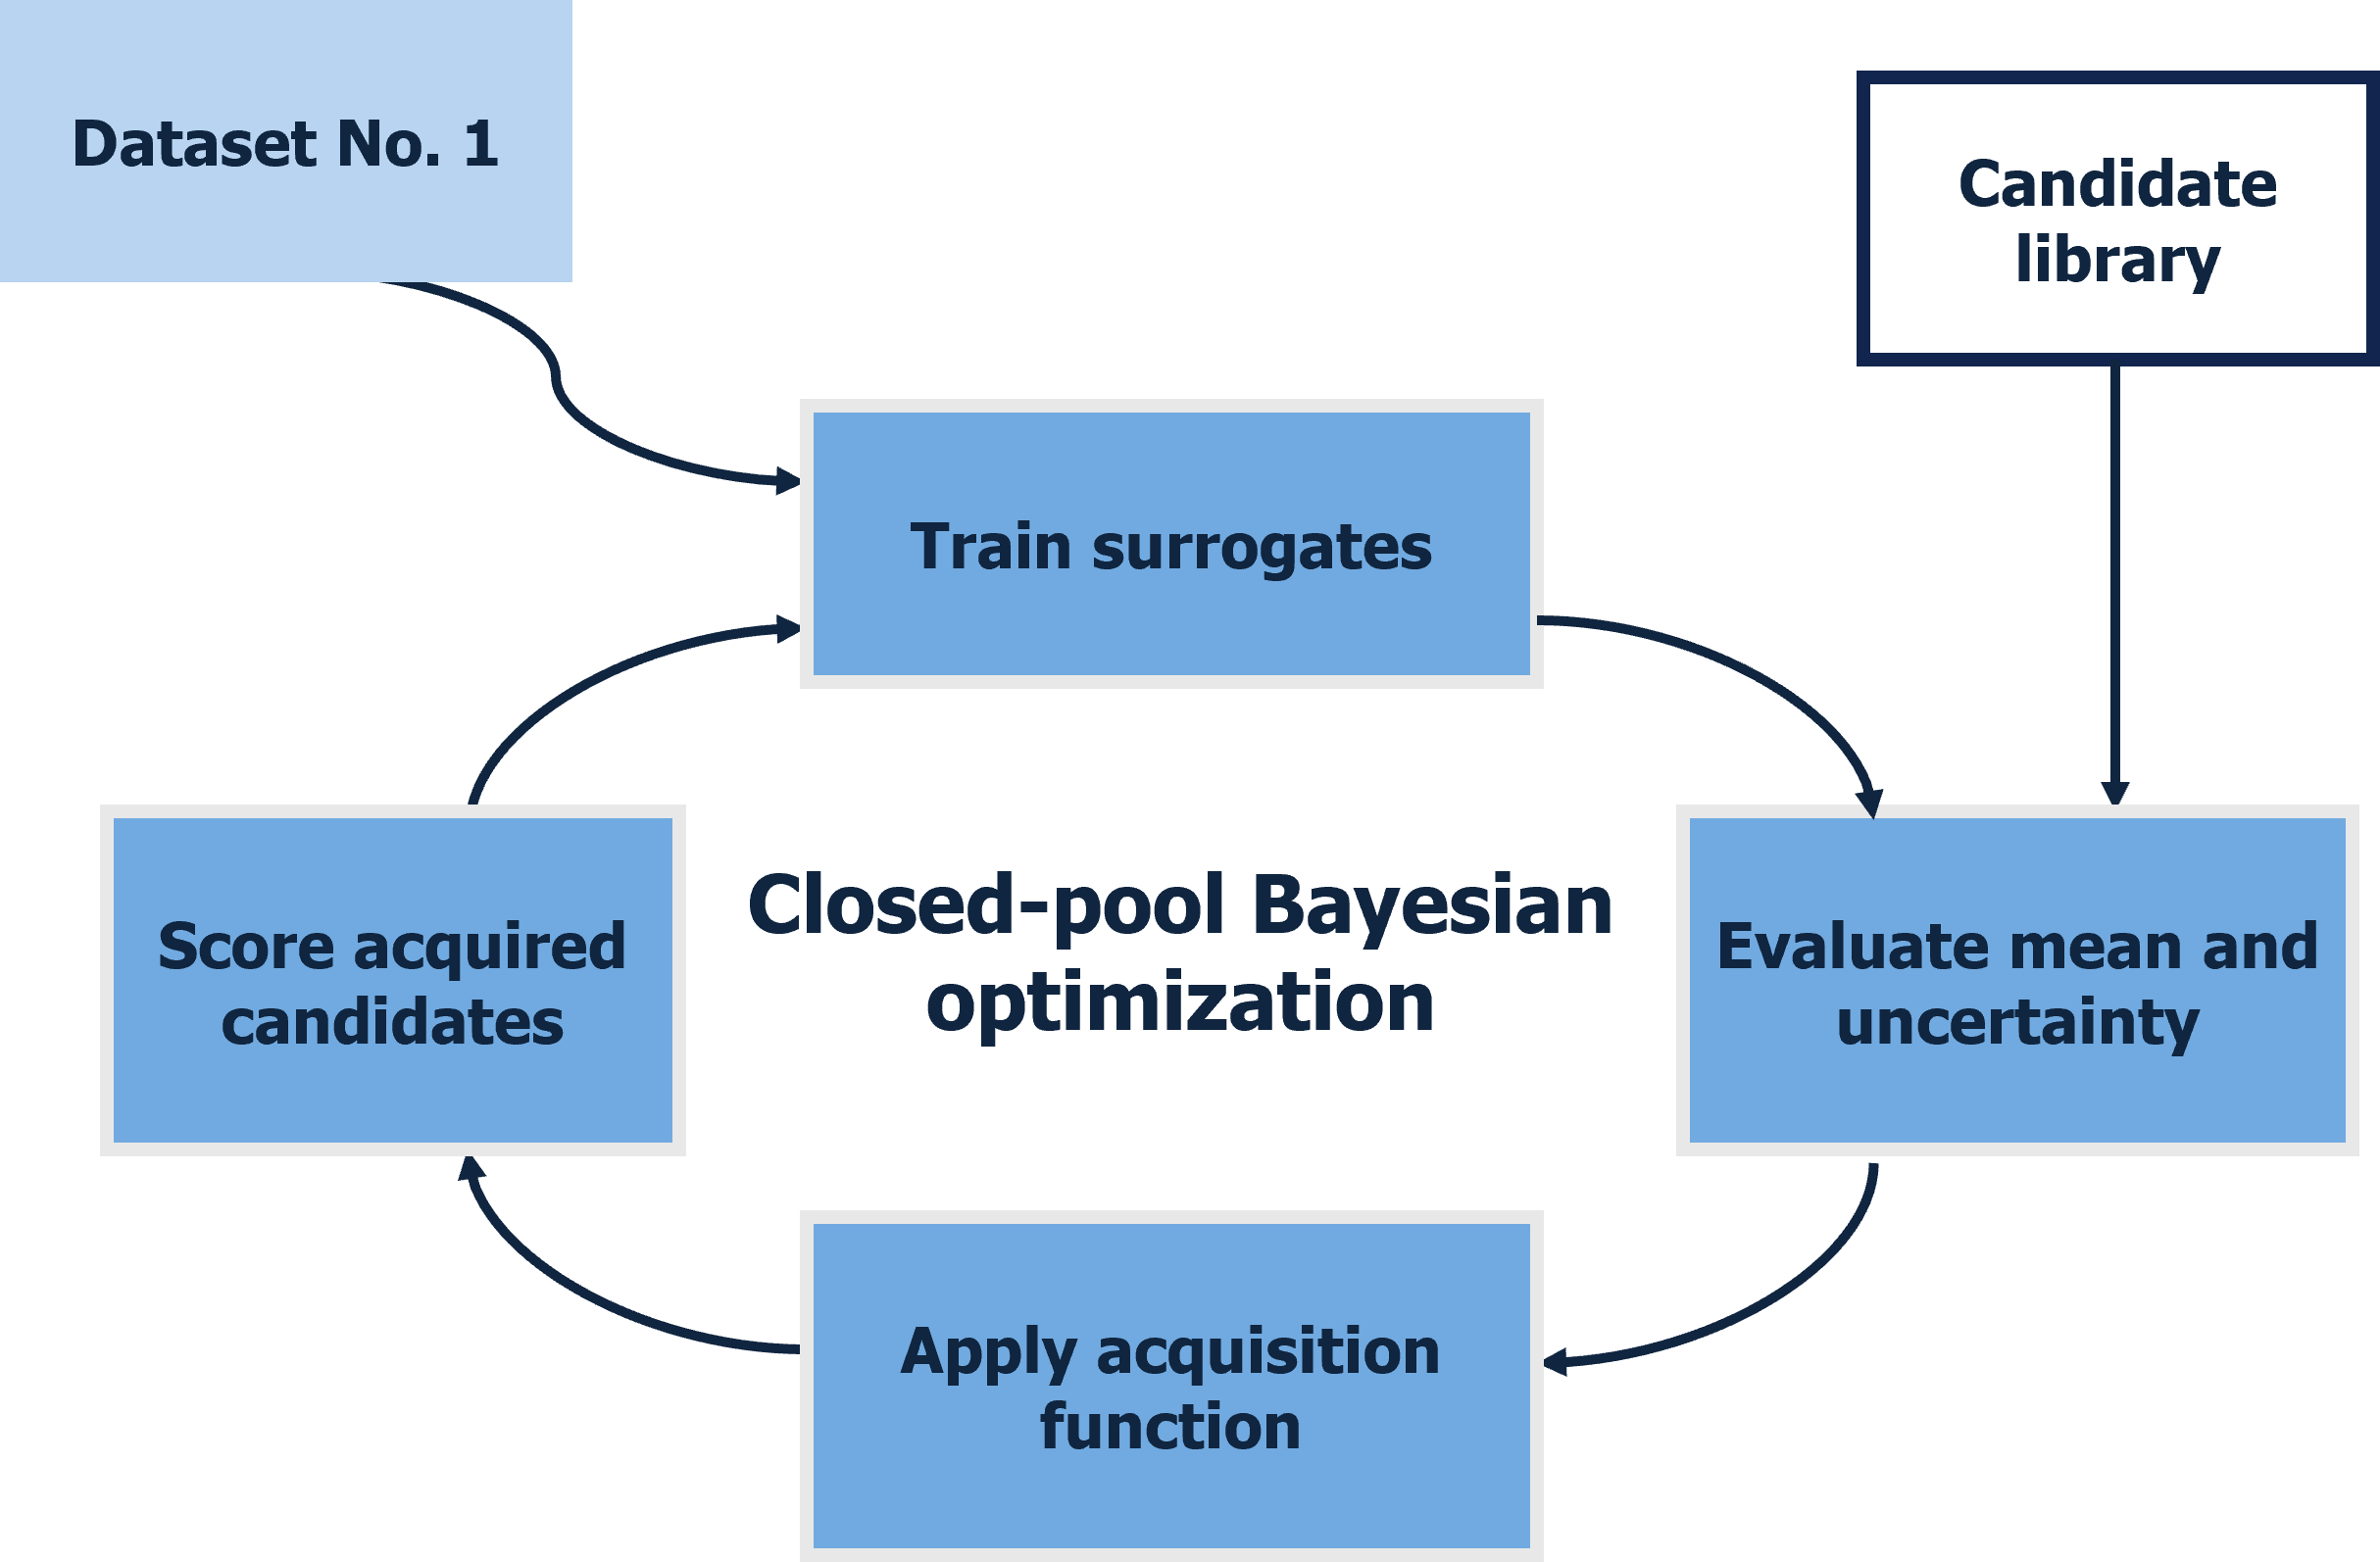 Dataset No. 1
Candidate
library
Train surrogates
Closed-pool Bayesian
optimization
Score acquired
candidates
Evaluate mean and
uncertainty
Apply acquisition
function